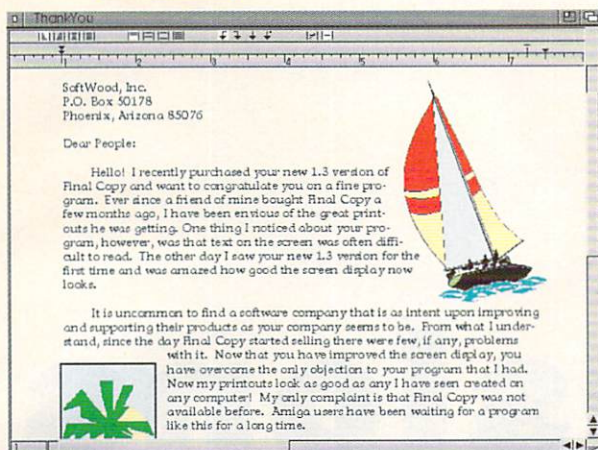 ThankYou
1
2
3
4
5
6
7
SoftWood, Inc.
P.O. Box 50178
Phoenix, Arizona 85076
Dear People:
Hello! I recently purchased your new 1.3 version of
Final Copy and want to congratulate you on a fine pro-
gram. Ever since a friend of mine bought Final Copy a
few months ago, I have been envious of the great print-
outs he was getting. One thing I noticed about your pro-
gram, however, was that text on the screen was often diffi-
cult to read. The other day I saw your new 1.3 version for the
first time and was amazed how good the screen display now
looks.
It is uncommon to find a software company that is as intent upon improving
and supporting their products as your company seems to be. From what I under-
stand, since the day Final Copy started selling there were few, if any, problems
with it. Now that you have improved the screen display, you
have overcome the only objection to your program that I had.
Now my printouts look as good as any I have seen created on
any computer! My only complaint is that Final Copy was not
available before. Amiga users have been waiting for a program
like this for a long time.
1